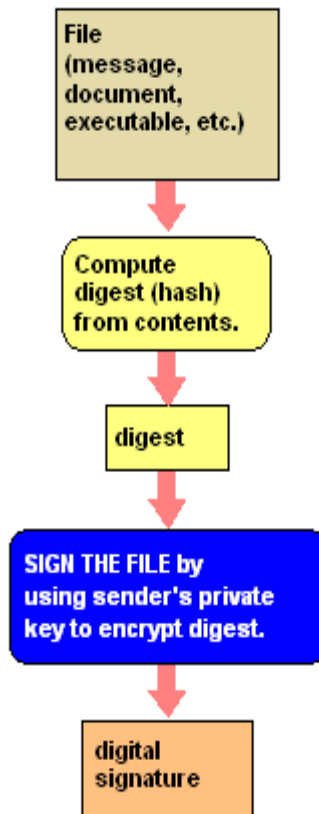 File
(message,
document,
executable, etc.)
Compute
digest (hash)
from contents.
digest
SIGN THE FILE by
using sender's private
key to encrypt digest.
digital
signature